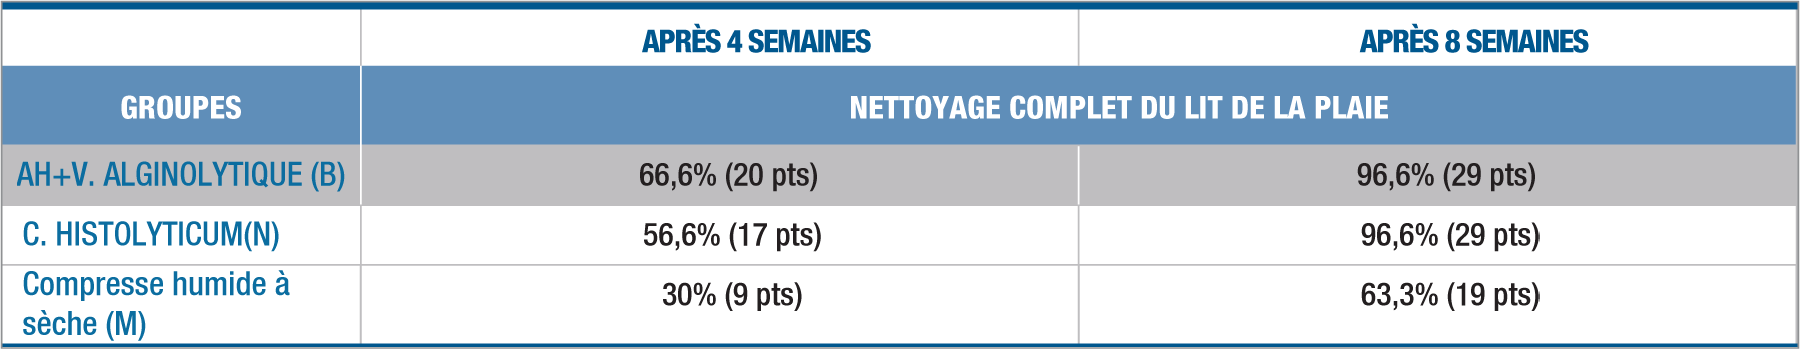 APRÈS 4 SEMAINES APRÈS 8 SEMAINES
GROUPES NETTOYAGE COMPLET DU LIT DE LA PLAIE
AH+V. ALGINOLYTIQUE (B) 66,6% (20 pts) 96,6% (29 pts)
C. HISTOLYTICUM(N) 56,6% (17 pts) 96,6% (29 pts)
Compresse humide à
sèche (M) 30% (9 pts) 63,3% (19 pts)